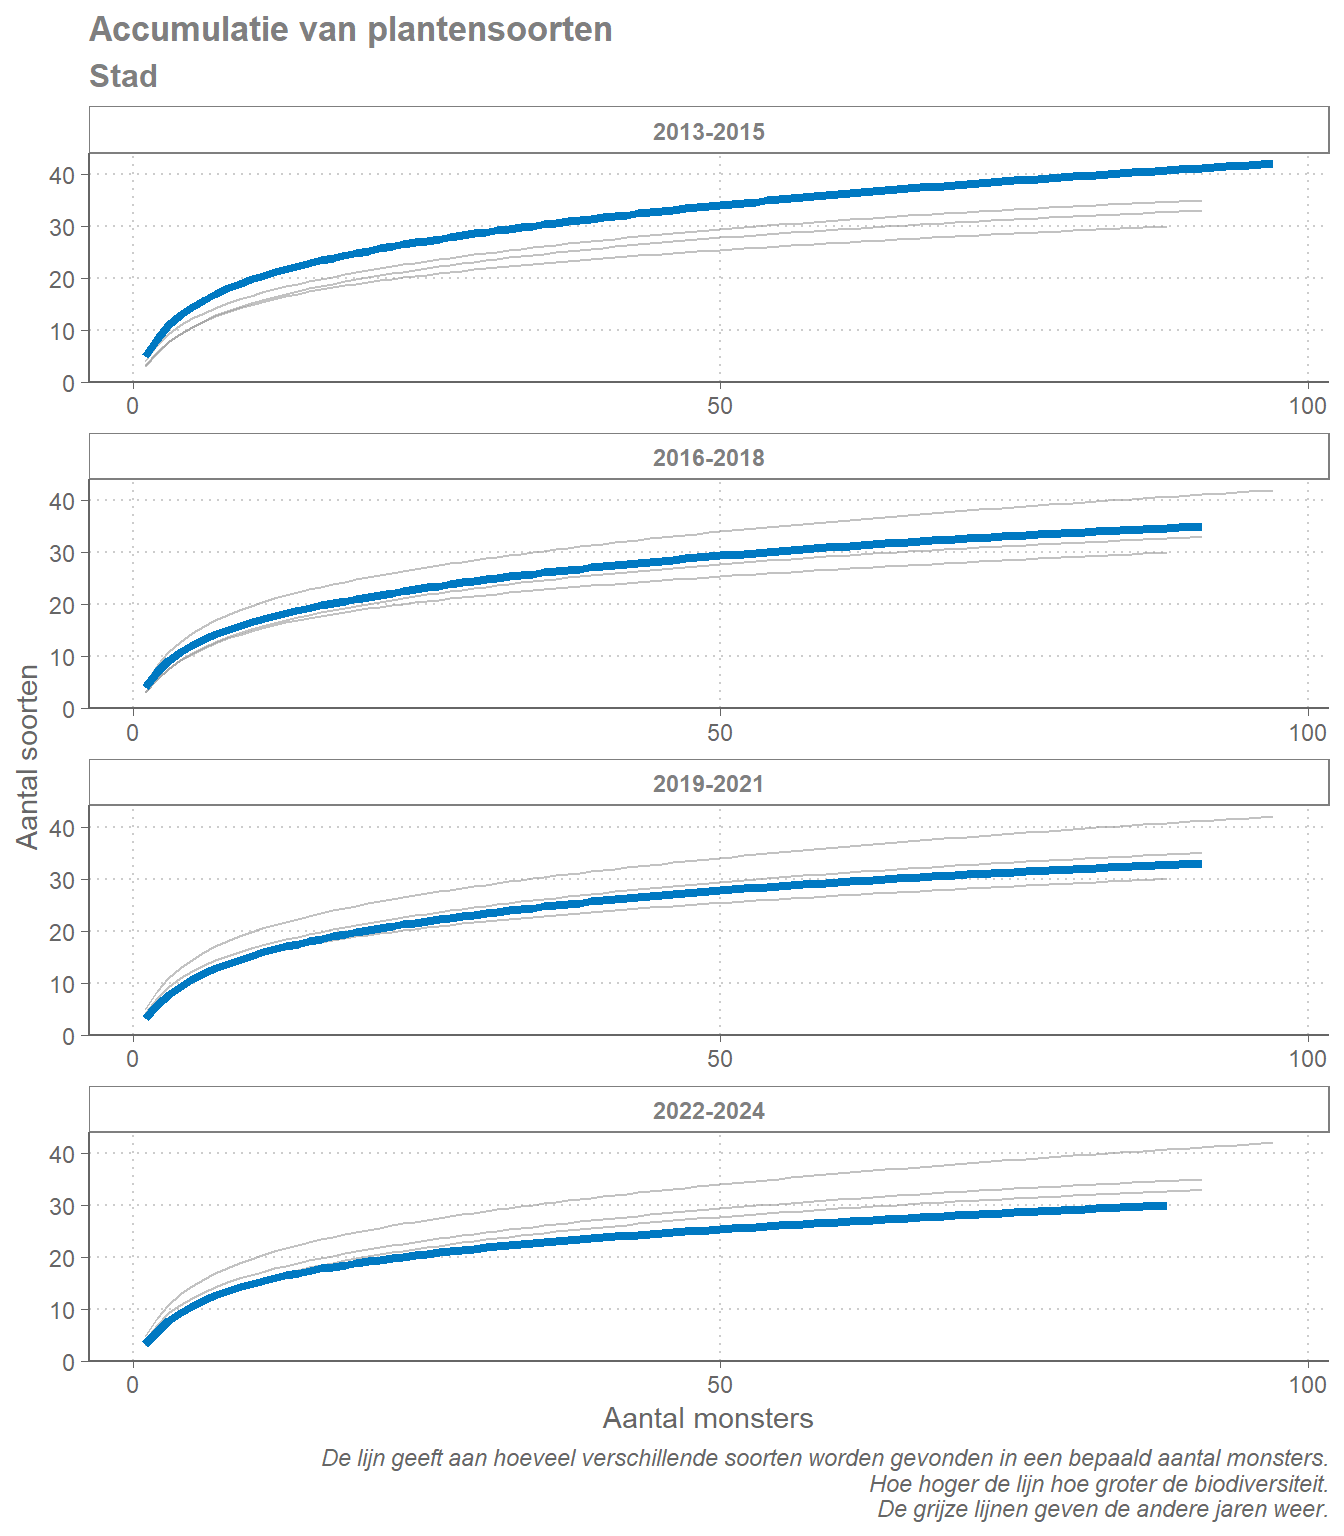 Accumulatie van plantensoorten
Stad
2013-2015
40
30
20
10
0
0 50 100
2016-2018
40
30
20
10
0
0 50 100
Aantal soorten
2019-2021
40
30
20
10
0
0 50 100
2022-2024
40
30
20
10
0
0 50 100
Aantal monsters
De lijn geeft aan hoeveel verschillende soorten worden gevonden in een bepaald aantal monsters.
Hoe hoger de lijn hoe groter de biodiversiteit.
De grijze lijnen geven de andere jaren weer.